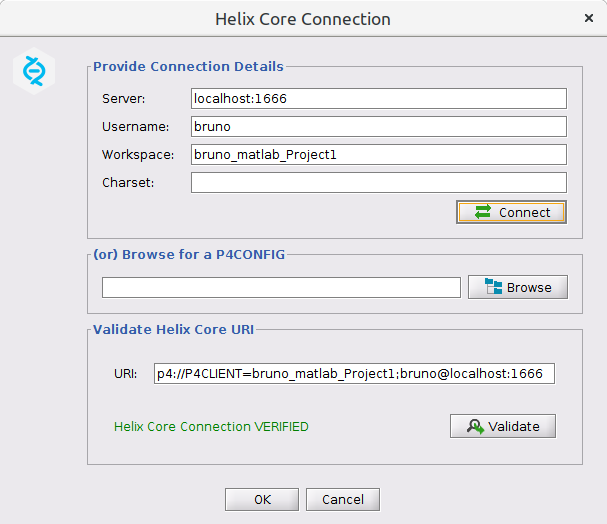 Helix Core Connection
×
Provide Connection Details
Server: localhost:1666
Username: bruno
Workspace: bruno_matlab_Project1
Charset:
Connect
(or) Browse for a P4CONFIG
Browse
Validate Helix Core URI
URI: p4://P4CLIENT=bruno_matlab_Project1;bruno@localhost:1666
Helix Core Connection VERIFIED
Validate
OK Cancel